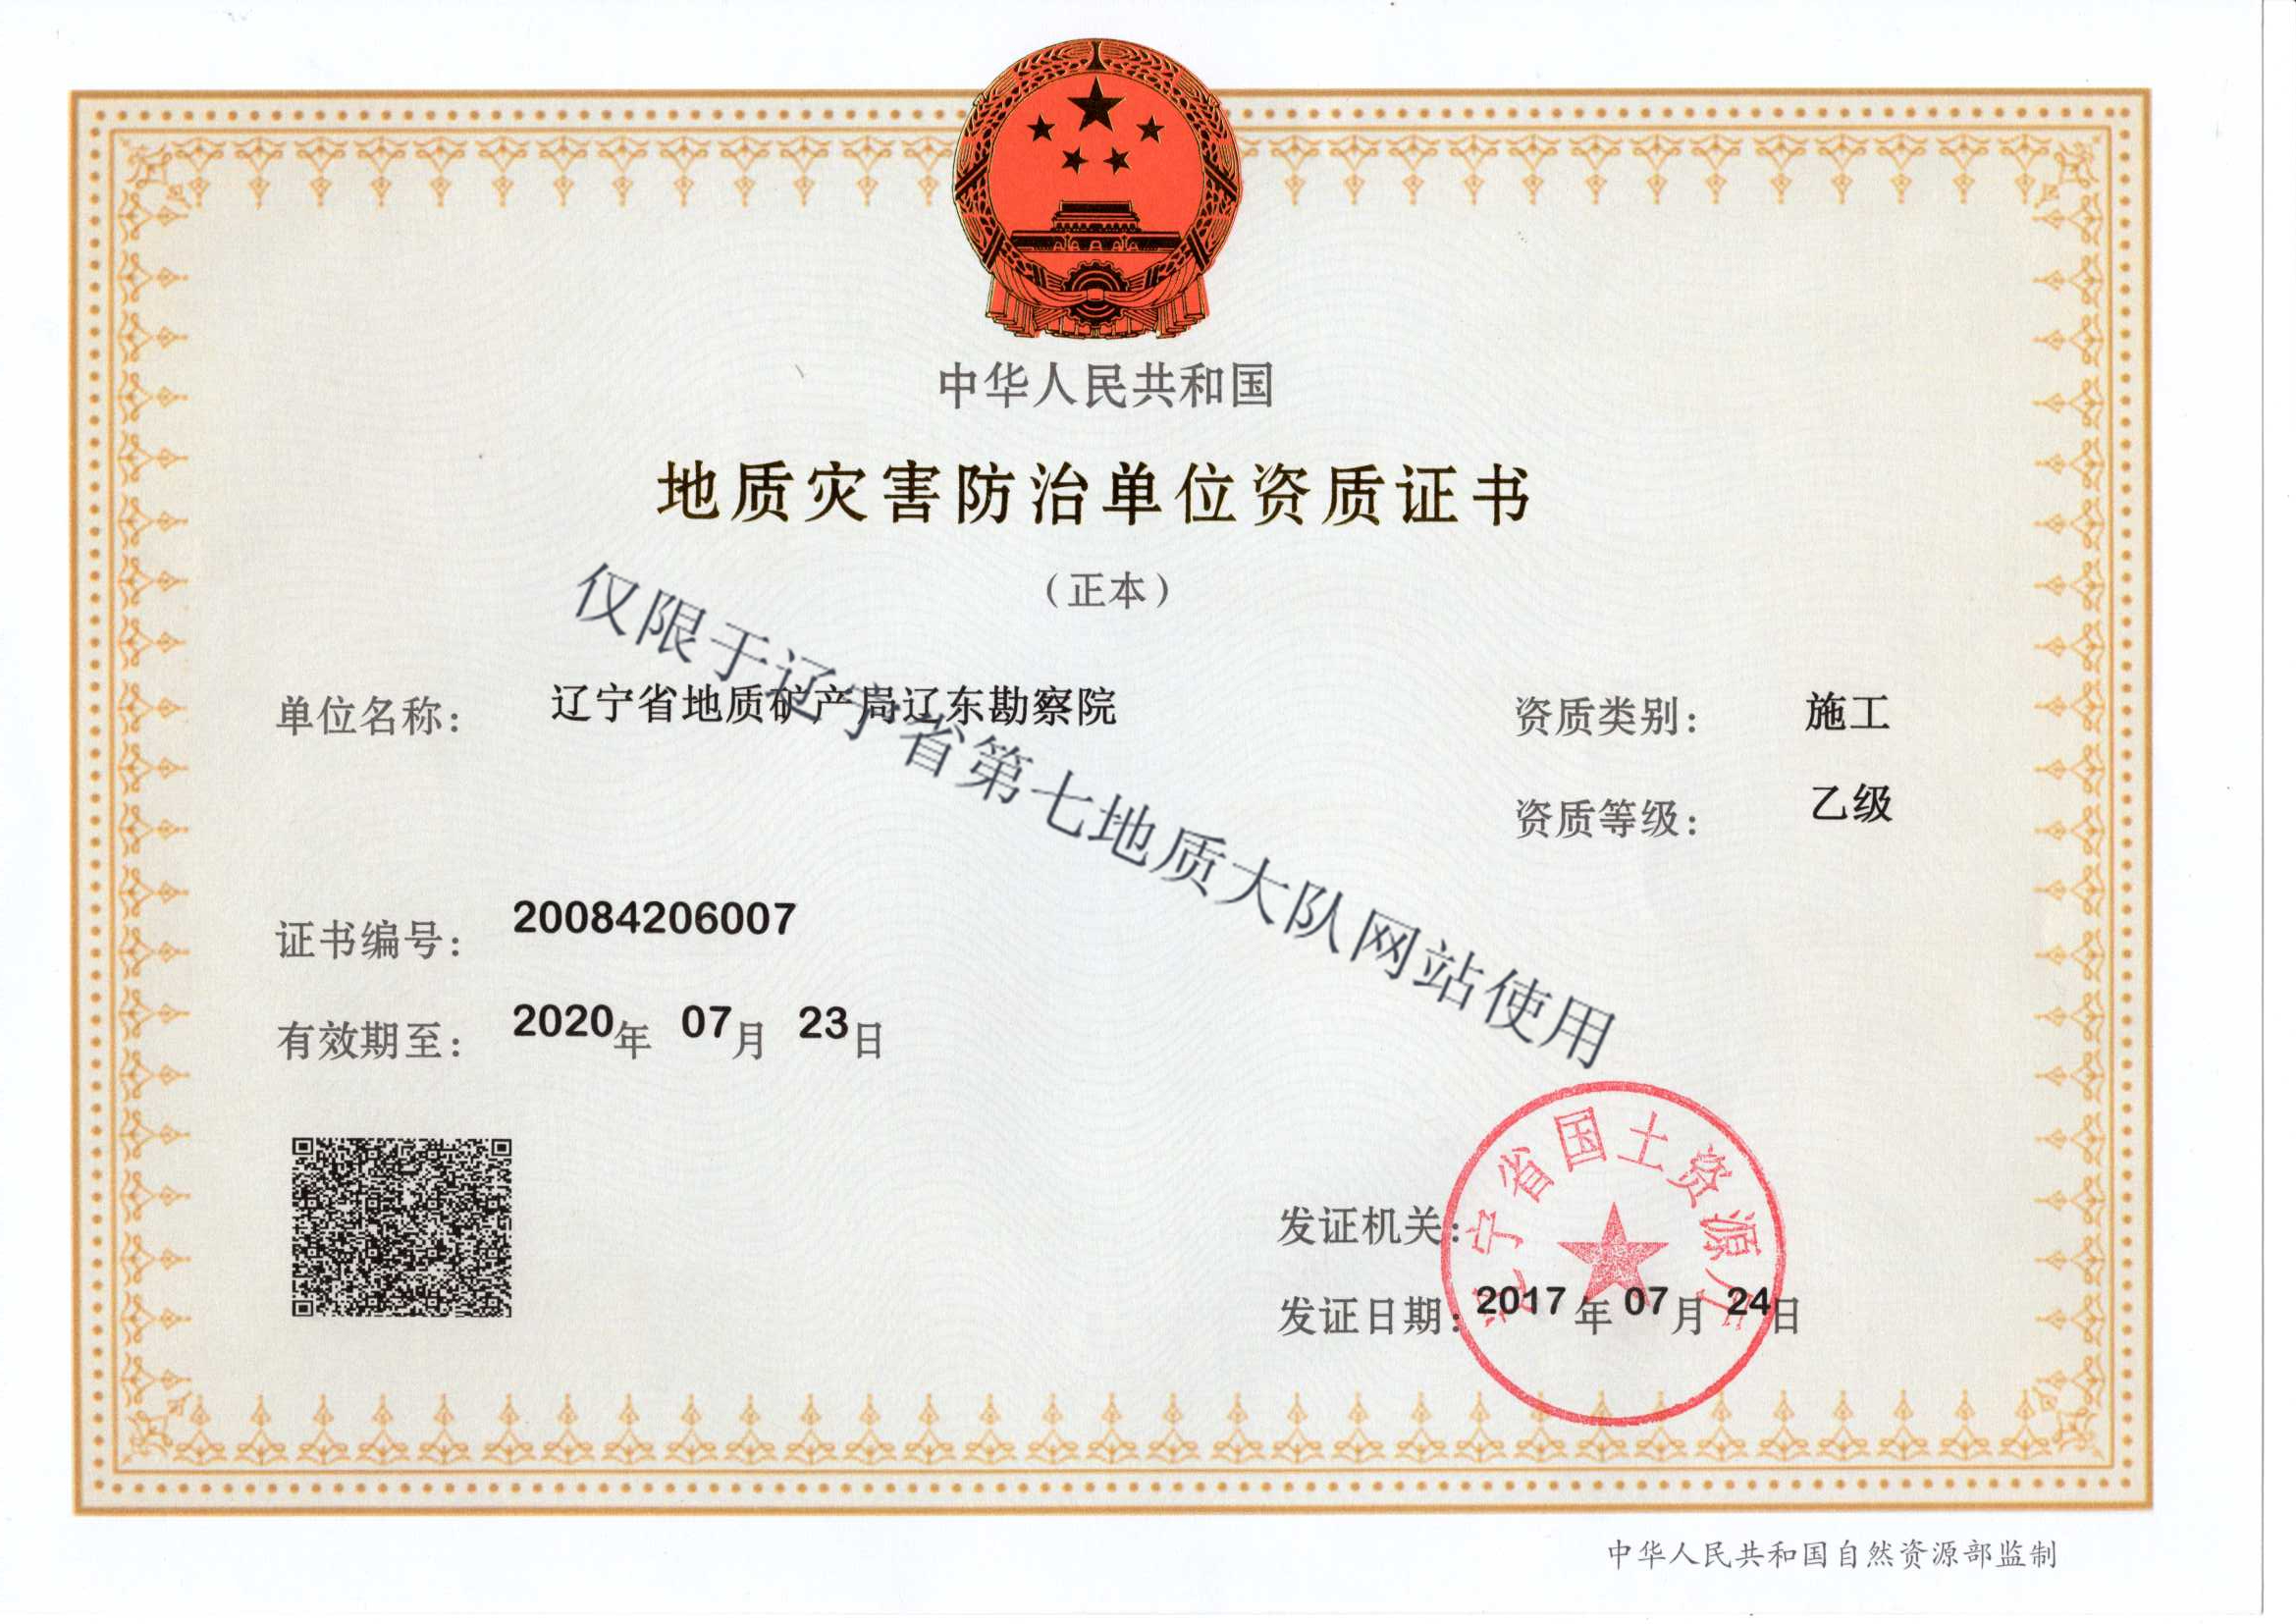 中华人民共和国
地质灾害防治单位资质证书
（正本）
仅限于辽宁省第七地质大队网站使用
单位名称： 辽宁省地质矿产局辽东勘察院
资质类别： 施工
资质等级： 乙级
证书编号： 20084206007
有效期至： 2020年 07月 23日
辽宁省国土资源厅
发证机关：
发证日期：2017年07月24日
中华人民共和国自然资源部监制